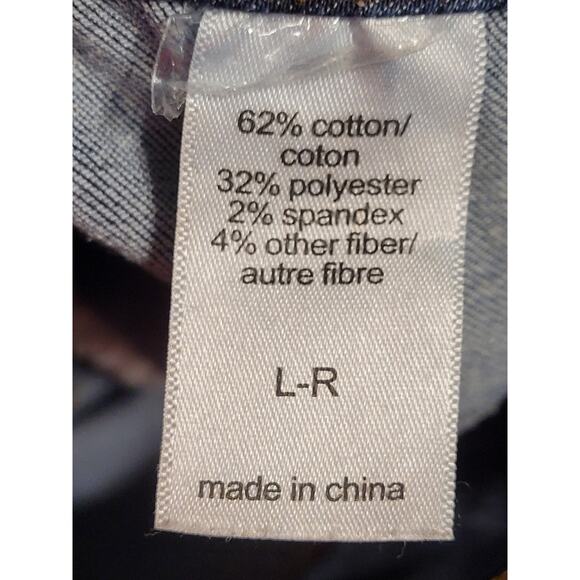 62% cotton/
coton
32% polyester
2% spandex
4% other fiber/
autre fibre
L-R
made in china